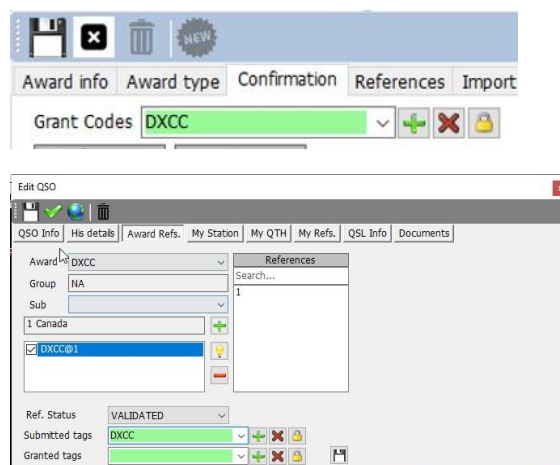 NEW
Award info Award type Confirmation References Import
Grant Codes DXCC
Edit QSO
QSO Info His details Award Refs. My Station My QTH My Refs. QSL Info Documents
Award DXCC References
Group NA Search...
1
Sub
1 Canada
DXCC@1
Ref. Status VALIDATED
Submitted tags DXCC
Granted tags